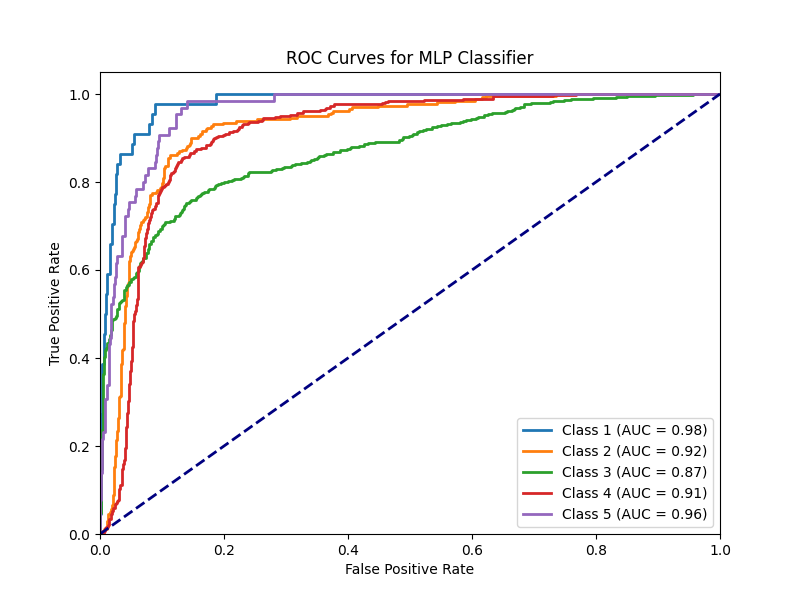 ROC Curves for MLP Classifier
True Positive Rate
1.0
0.8
0.6
0.4
0.2
0.0
Class 1 (AUC = 0.98)
Class 2 (AUC = 0.92)
Class 3 (AUC = 0.87)
Class 4 (AUC = 0.91)
Class 5 (AUC = 0.96)
0.0 0.2 0.4 0.6 0.8 1.0
False Positive Rate